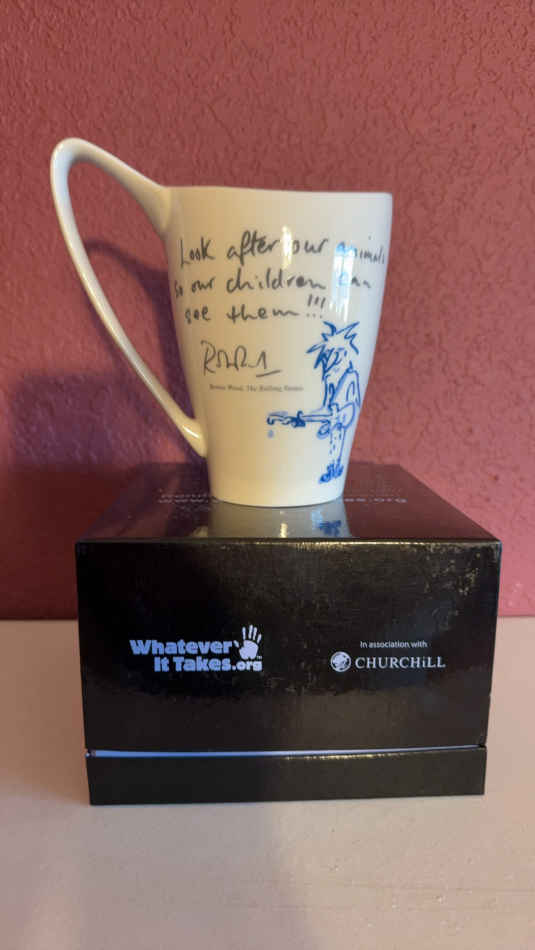 Look after our animals
so our children can
see them!!!
Ronnie Wood, The Rolling Stones
Whatever
It Takes.org
In association with
CHURCHiLL